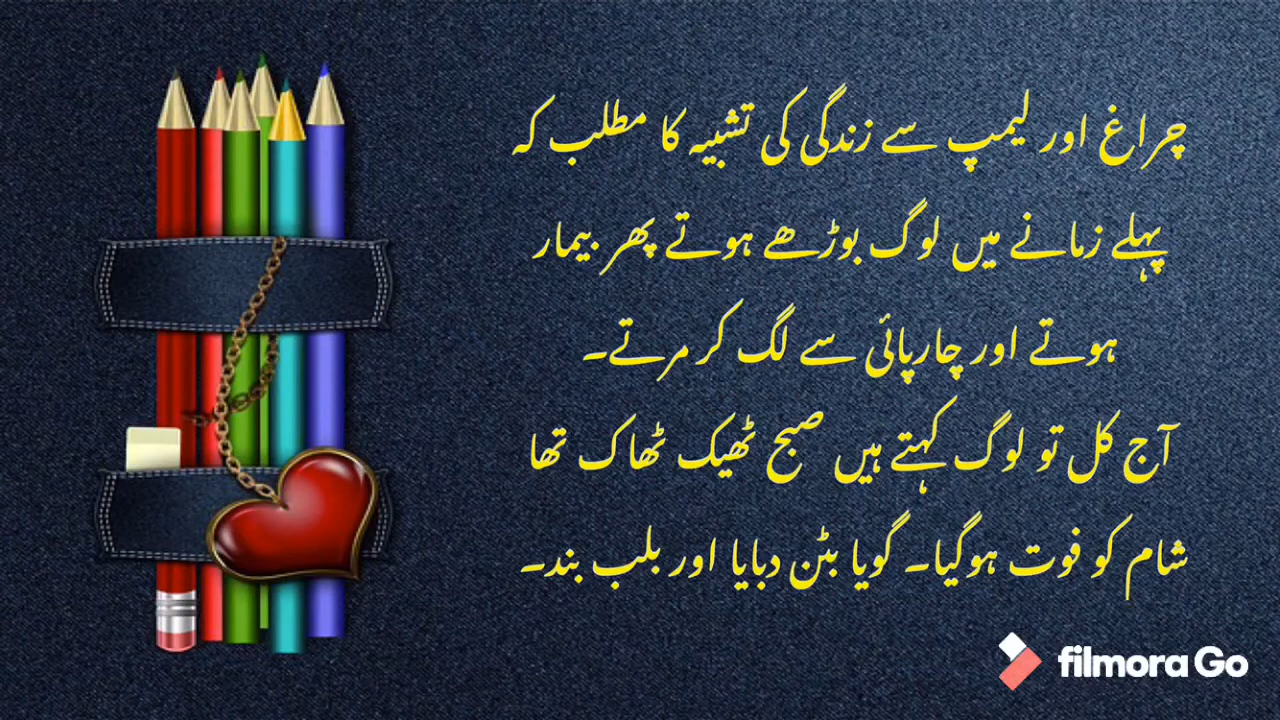 چراغ اور لیمپ سے زندگی کی تشبیہ کا مطلب کہ
پہلے زمانے میں لوگ بوڑھے ہوتے پھر بیمار
ہوتے اور چارپائی سے لگ کر مرتے۔
آج کل تو لوگ کہتے ہیں صبح ٹھیک ٹھاک تھا
شام کو فوت ہوگیا۔ گویا بٹن دبایا اور بلب بند۔
filmora Go